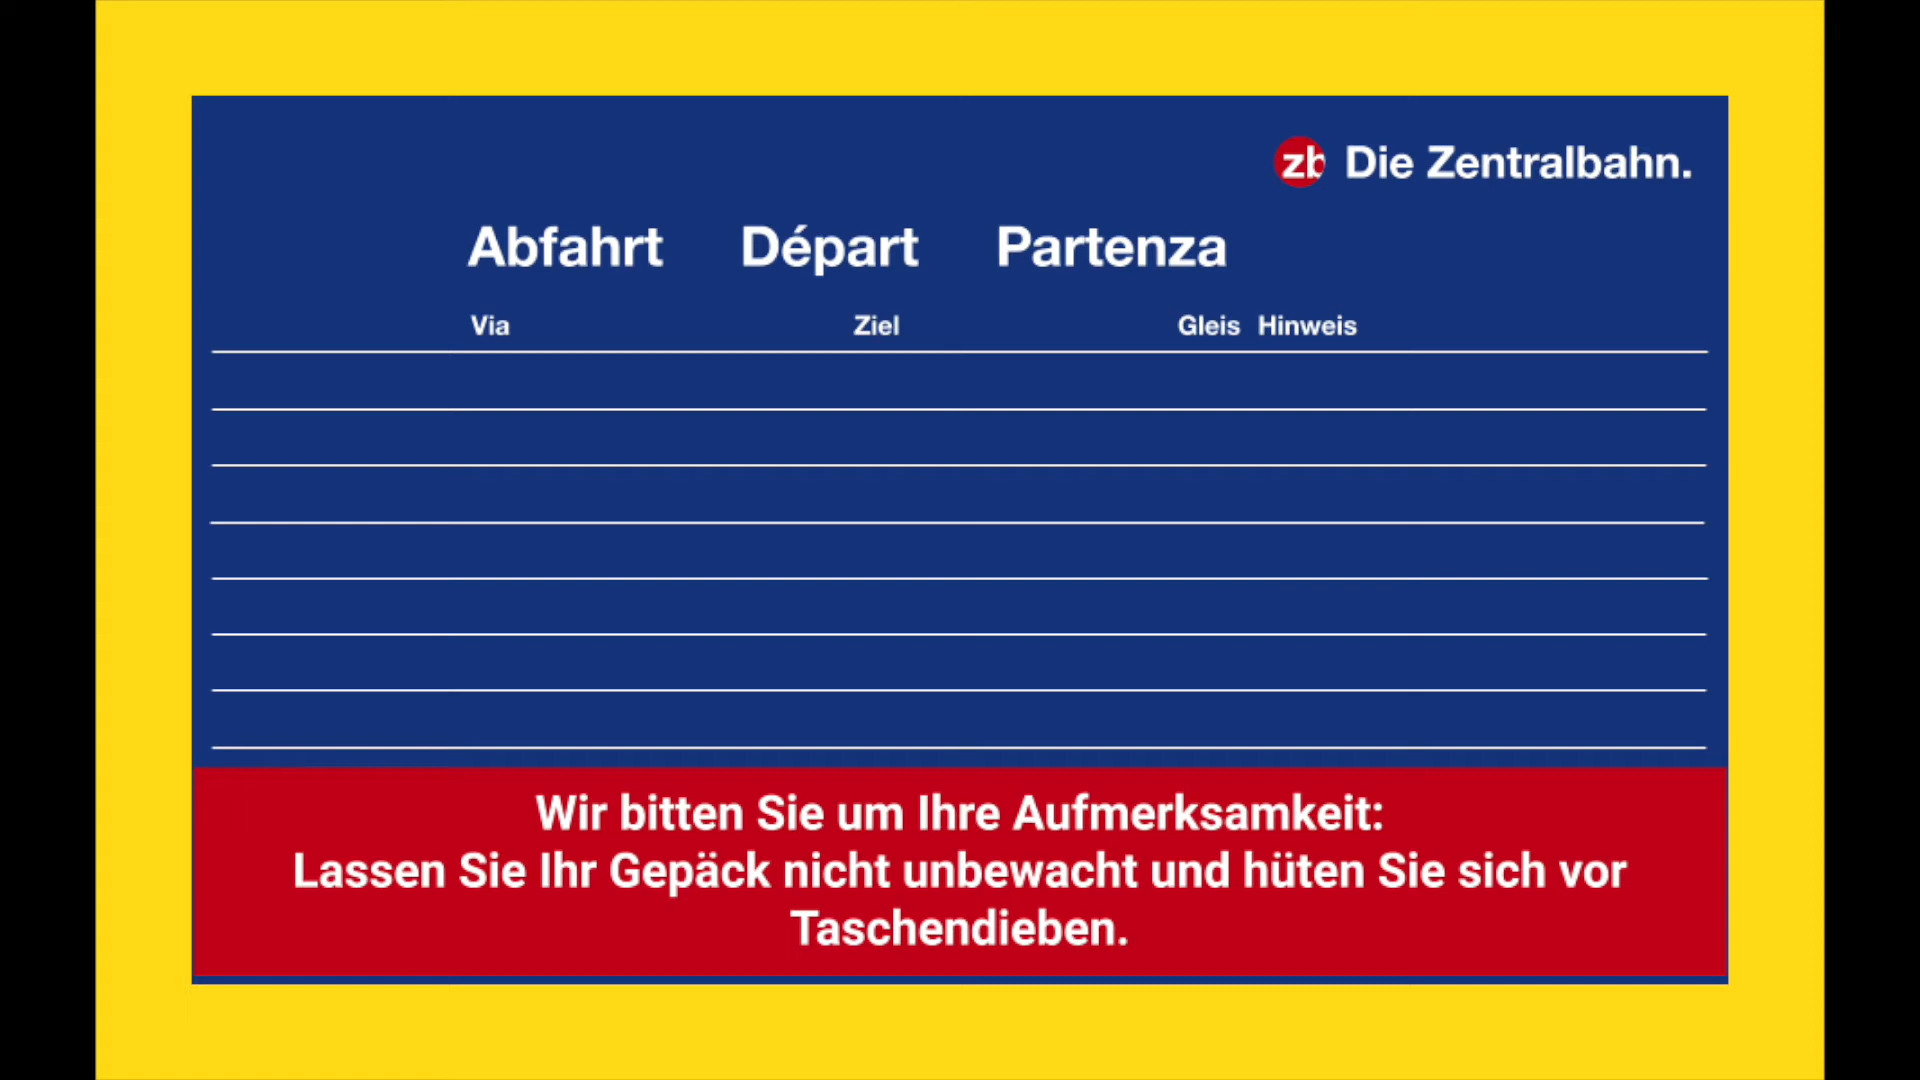 zb Die Zentralbahn.
Abfahrt Départ Partenza
Via Ziel Gleis Hinweis
Wir bitten Sie um Ihre Aufmerksamkeit:
Lassen Sie Ihr Gepäck nicht unbewacht und hüten Sie sich vor
Taschendieben.